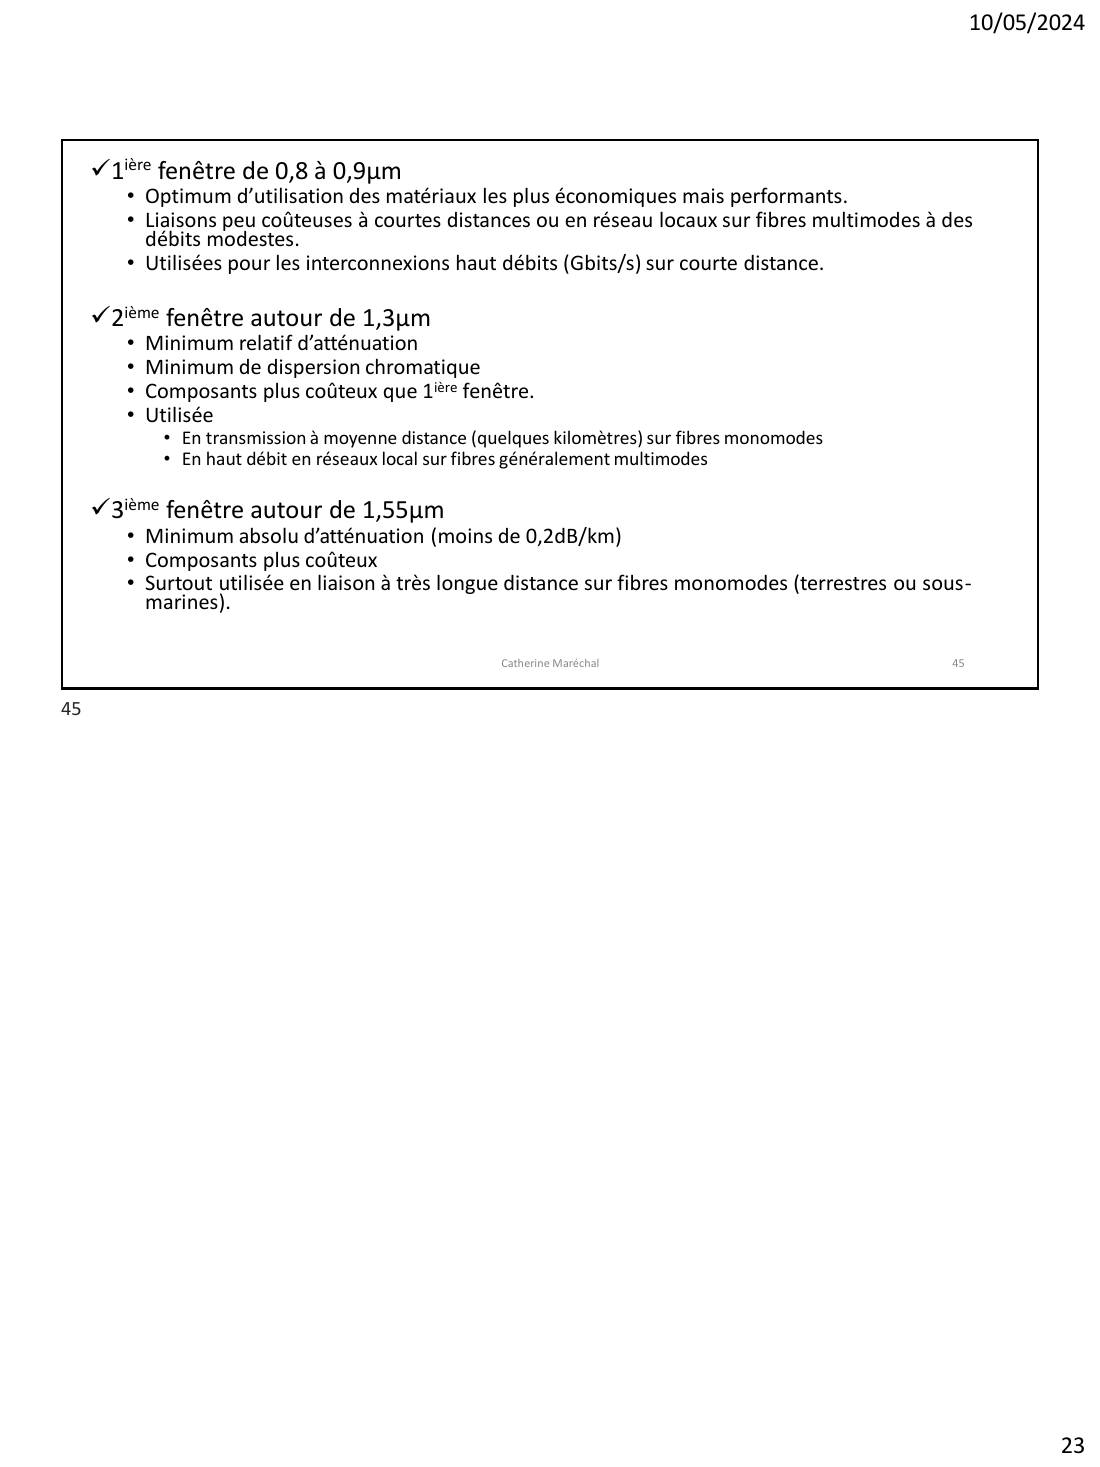 10/05/2024
✓1ière fenêtre de 0,8 à 0,9µm
• Optimum d’utilisation des matériaux les plus économiques mais performants.
• Liaisons peu coûteuses à courtes distances ou en réseau locaux sur fibres multimodes à des
débits modestes.
• Utilisées pour les interconnexions haut débits (Gbits/s) sur courte distance.
✓2ième fenêtre autour de 1,3µm
• Minimum relatif d’atténuation
• Minimum de dispersion chromatique
• Composants plus coûteux que 1ière fenêtre.
• Utilisée
• En transmission à moyenne distance (quelques kilomètres) sur fibres monomodes
• En haut débit en réseaux local sur fibres généralement multimodes
✓3ième fenêtre autour de 1,55µm
• Minimum absolu d’atténuation (moins de 0,2dB/km)
• Composants plus coûteux
• Surtout utilisée en liaison à très longue distance sur fibres monomodes (terrestres ou sous-
marines).
Catherine Maréchal 45
45
23